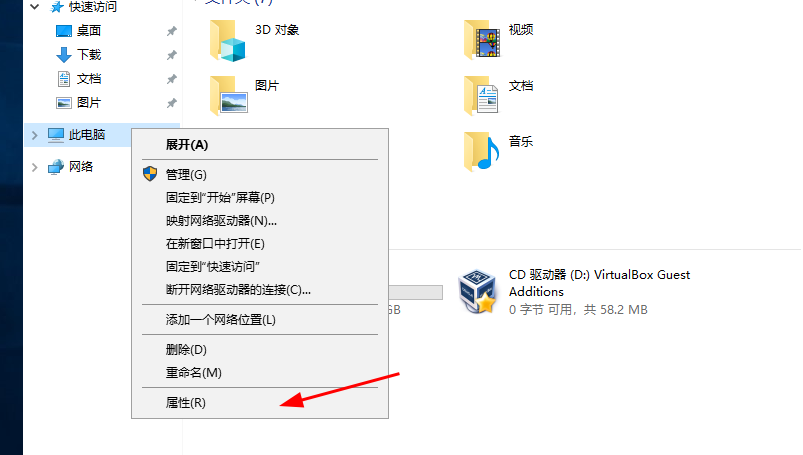 快速访问
桌面
下载
文档
图片
此电脑
网络
3D 对象
视频
图片
文档
音乐
展开(A)
管理(G)
固定到"开始"屏幕(P)
映射网络驱动器(N)...
在新窗口中打开(E)
固定到"快速访问"
断开网络驱动器的连接(C)...
添加一个网络位置(L)
删除(D)
重命名(M)
属性(R)
GB
CD 驱动器 (D:) VirtualBox Guest
Additions
0 字节 可用，共 58.2 MB